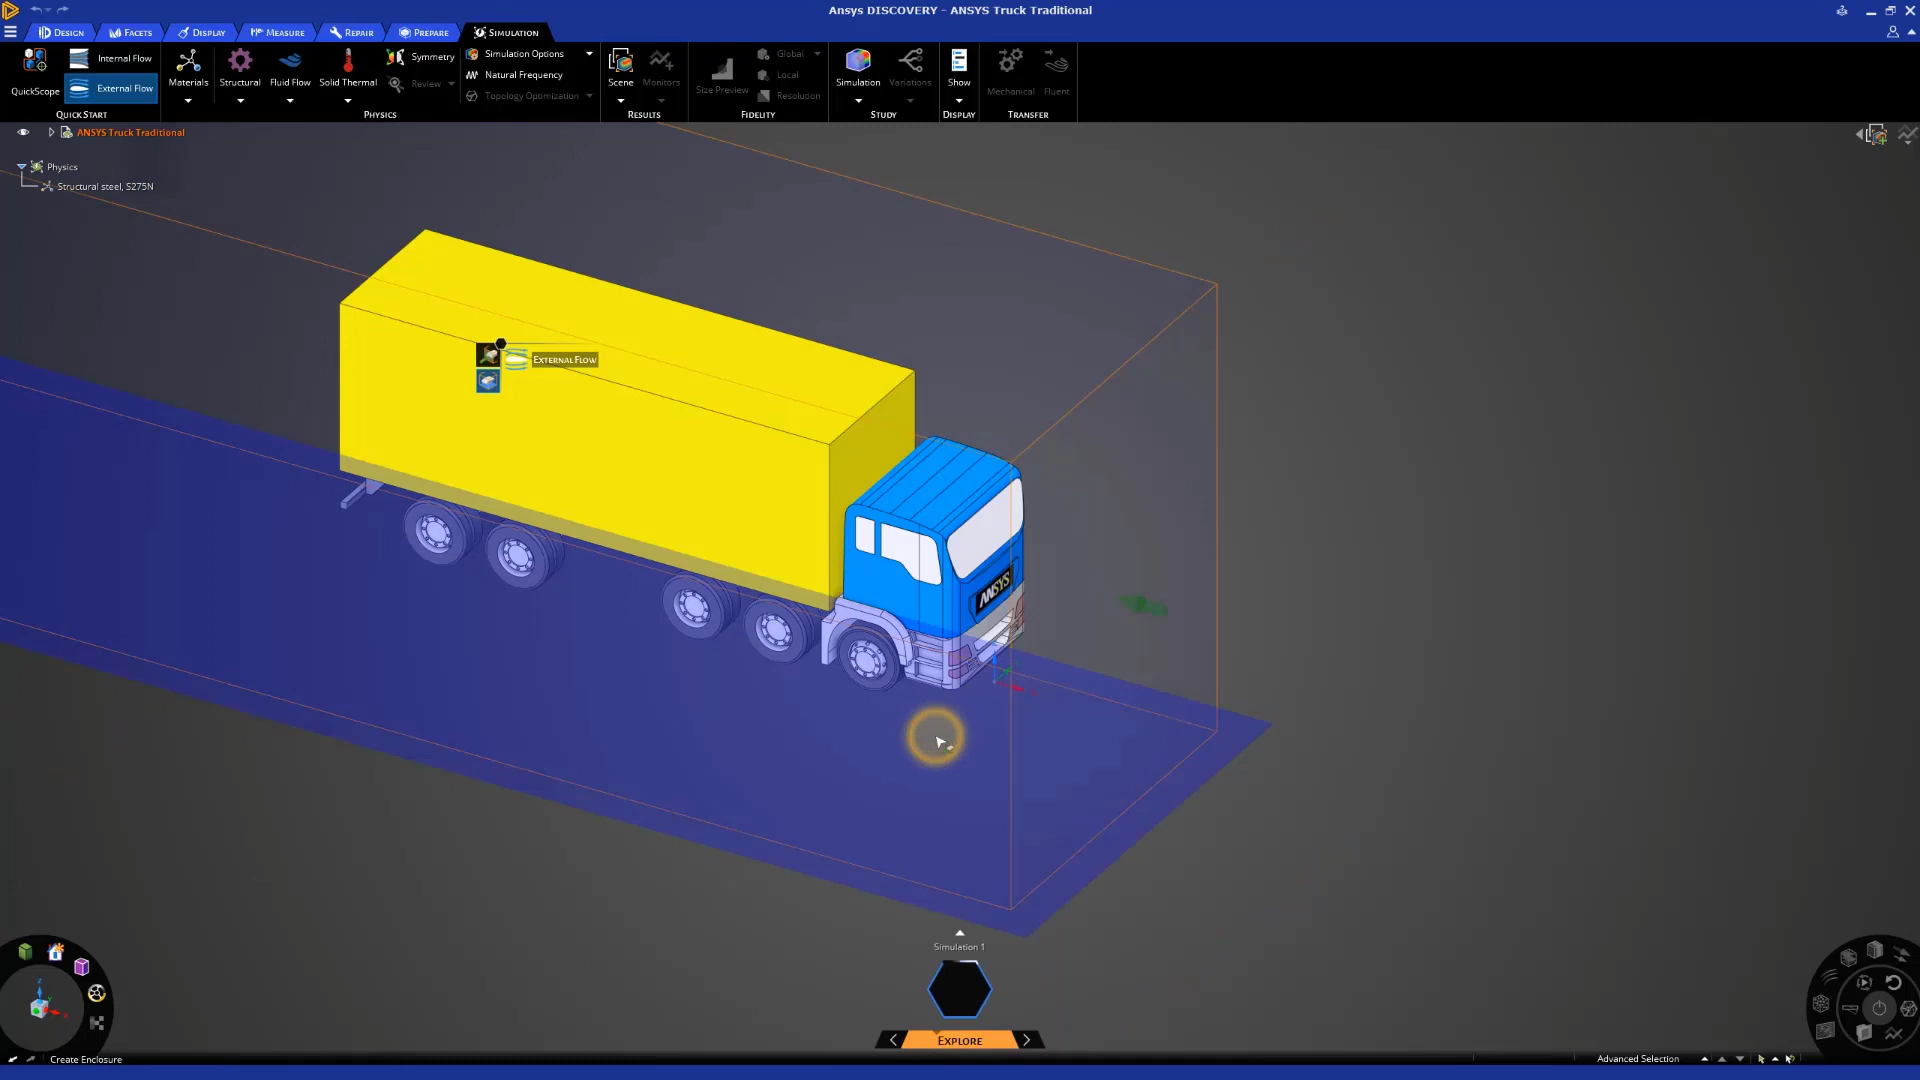 Ansys DISCOVERY - ANSYS Truck Traditional
DESIGN
FACETS
DISPLAY
MEASURE
REPAIR
PREPARE
SIMULATION
QuickScope
Internal Flow
External Flow
QUICK START
Materials
Structural
Fluid Flow
Solid Thermal
Symmetry
Review
Simulation Options
Natural Frequency
Topology Optimization
PHYSICS
Scene
Monitors
RESULTS
Size Preview
Global
Local
Resolution
FIDELITY
Simulation
Variations
STUDY
Show
DISPLAY
Mechanical
Fluent
TRANSFER
ANSYS Truck Traditional
Physics
Structural steel, S275N
EXTERNAL FLOW
ANSYS
Simulation 1
EXPLORE
Create Enclosure
Advanced Selection